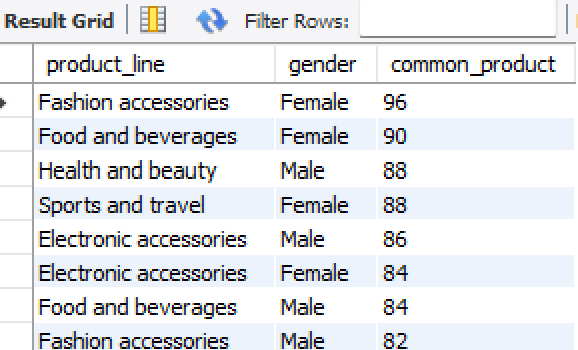 Result Grid Filter Rows:
product_line gender common_product
Fashion accessories Female 96
Food and beverages Female 90
Health and beauty Male 88
Sports and travel Female 88
Electronic accessories Male 86
Electronic accessories Female 84
Food and beverages Male 84
Fashion accessories Male 82